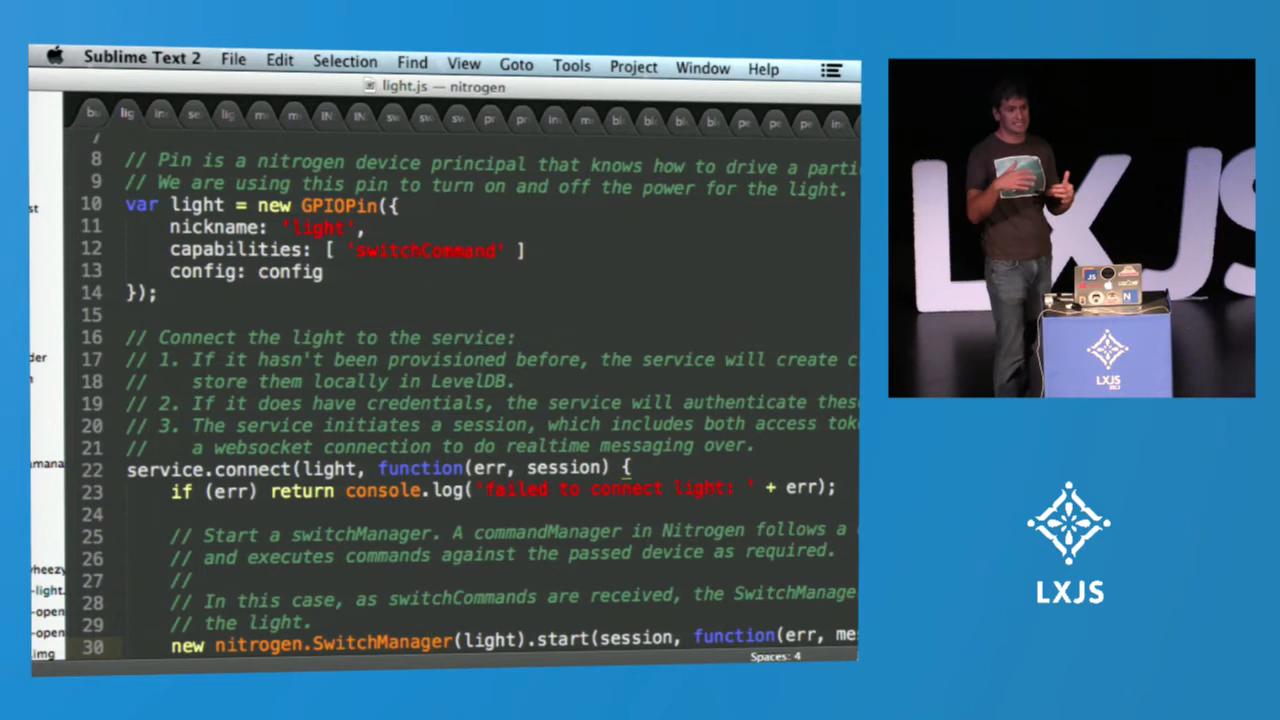 Sublime Text 2 File Edit Selection Find View Goto Tools Project Window Help
light.js — nitrogen
7
8 // Pin is a nitrogen device principal that knows how to drive a parti
9 // We are using this pin to turn on and off the power for the light.
10 var light = new GPIOPin({
11 nickname: 'light',
12 capabilities: [ 'switchCommand' ]
13 config: config
14 });
15
16 // Connect the light to the service:
17 // 1. If it hasn't been provisioned before, the service will create c
18 // store them locally in LevelDB.
19 // 2. If it does have credentials, the service will authenticate these
20 // 3. The service initiates a session, which includes both access tok
21 // a websocket connection to do realtime messaging over.
22 service.connect(light, function(err, session) {
23 if (err) return console.log('failed to connect light: ' + err);
24
25 // Start a switchManager. A commandManager in Nitrogen follows a
26 // and executes commands against the passed device as required.
27 //
28 // In this case, as switchCommands are received, the SwitchManage
29 // the light.
30 new nitrogen.SwitchManager(light).start(session, function(err, me
Spaces: 4
LXJS
JS
N
LXJS
LXJS